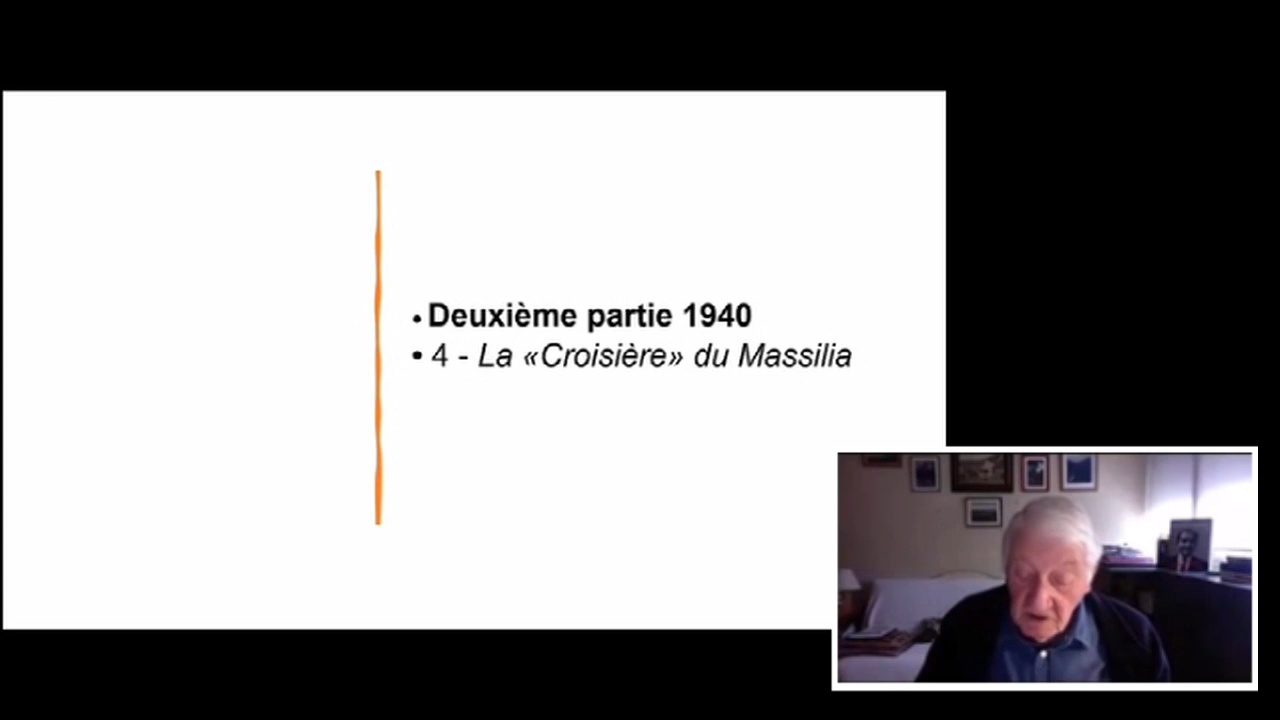 • Deuxième partie 1940
• 4 - La «Croisière» du Massilia